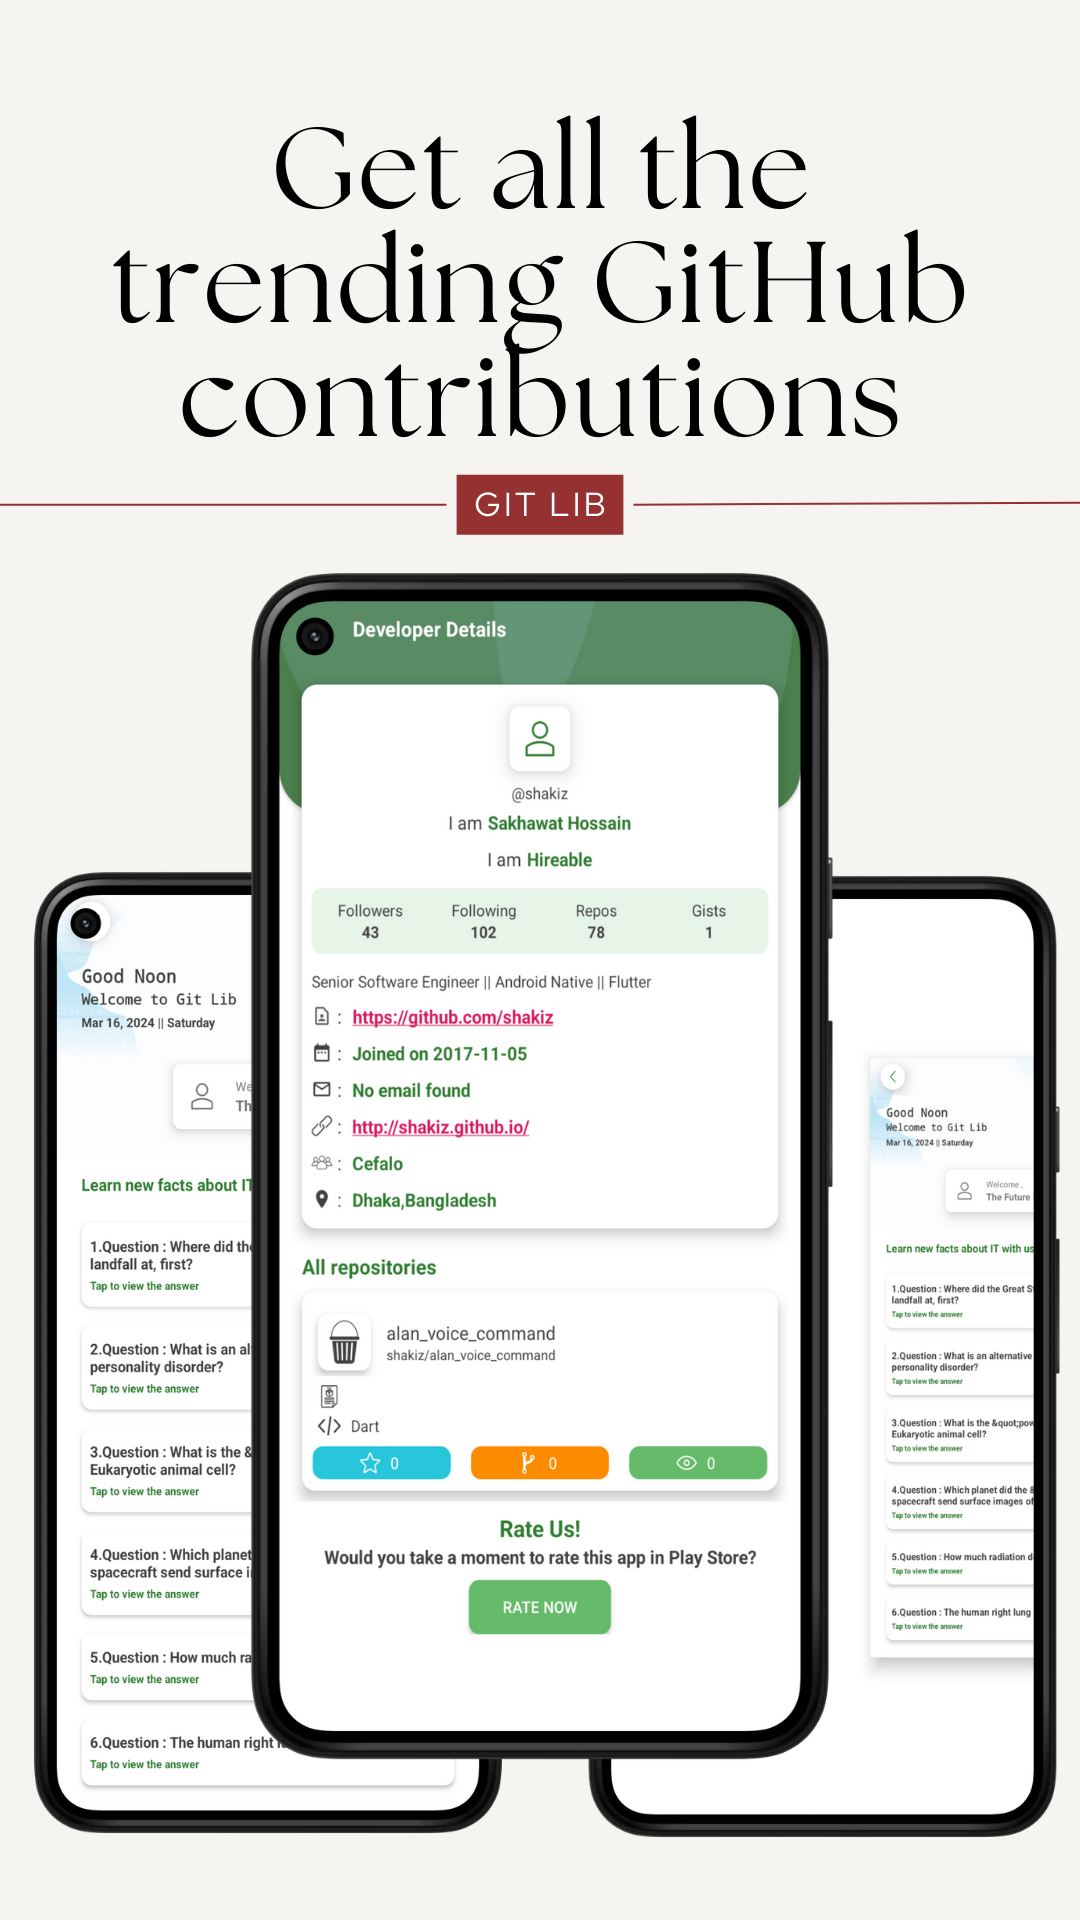 Get all the
trending GitHub
contributions
GIT LIB
Developer Details
@shakiz
I am Sakhawat Hossain
I am Hireable
Followers Following Repos Gists
43 102 78 1
Senior Software Engineer || Android Native || Flutter
: https://github.com/shakiz
: Joined on 2017-11-05
: No email found
: http://shakiz.github.io/
: Cefalo
: Dhaka,Bangladesh
All repositories
alan_voice_command
shakiz/alan_voice_command
Dart
0 0 0
Rate Us!
Would you take a moment to rate this app in Play Store?
RATE NOW
Good Noon
Welcome to Git Lib
Mar 16, 2024 || Saturday
We
Th
Learn new facts about IT
1.Question : Where did the
landfall at, first?
Tap to view the answer
2.Question : What is an al
personality disorder?
Tap to view the answer
3.Question : What is the &
Eukaryotic animal cell?
Tap to view the answer
4.Question : Which planet
spacecraft send surface i
Tap to view the answer
5.Question : How much ra
Tap to view the answer
6.Question : The human right
Tap to view the answer
Good Noon
Welcome to Git Lib
Mar 16, 2024 || Saturday
Welcome ,
The Future
Learn new facts about IT with us
1.Question : Where did the Great S
landfall at, first?
Tap to view the answer
2.Question : What is an alternative
personality disorder?
Tap to view the answer
3.Question : What is the &quot;pow
Eukaryotic animal cell?
Tap to view the answer
4.Question : Which planet did the &
spacecraft send surface images of
Tap to view the answer
5.Question : How much radiation d
Tap to view the answer
6.Question : The human right lung
Tap to view the answer